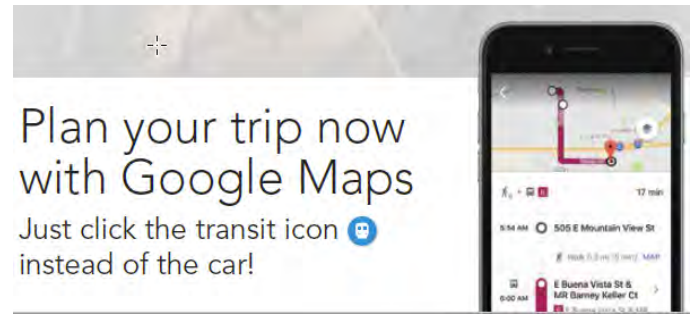 Plan your trip now
with Google Maps
Just click the transit icon
instead of the car!
17 min
5:54 AM 505 E Mountain View St
MAP
E Buena Vista St &
6:00 AM MR Barney Keller Ct